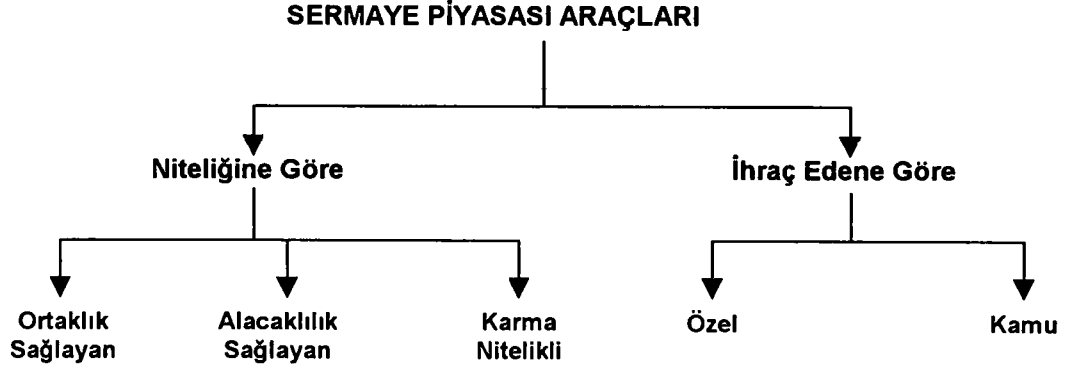 SERMAYE PİYASASI ARAÇLARI
Niteliğine Göre
İhraç Edene Göre
Ortaklık
Sağlayan
Alacaklılık
Sağlayan
Karma
Nitelikli
Özel
Kamu